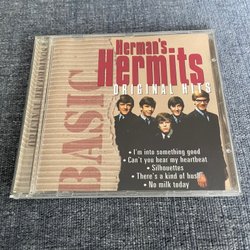 Herman's
Hermits
ORIGINAL HITS
BASIC
• I'm into something good
• Can't you hear my heartbeat
• Silhouettes
• There's a kind of hush
• No milk today